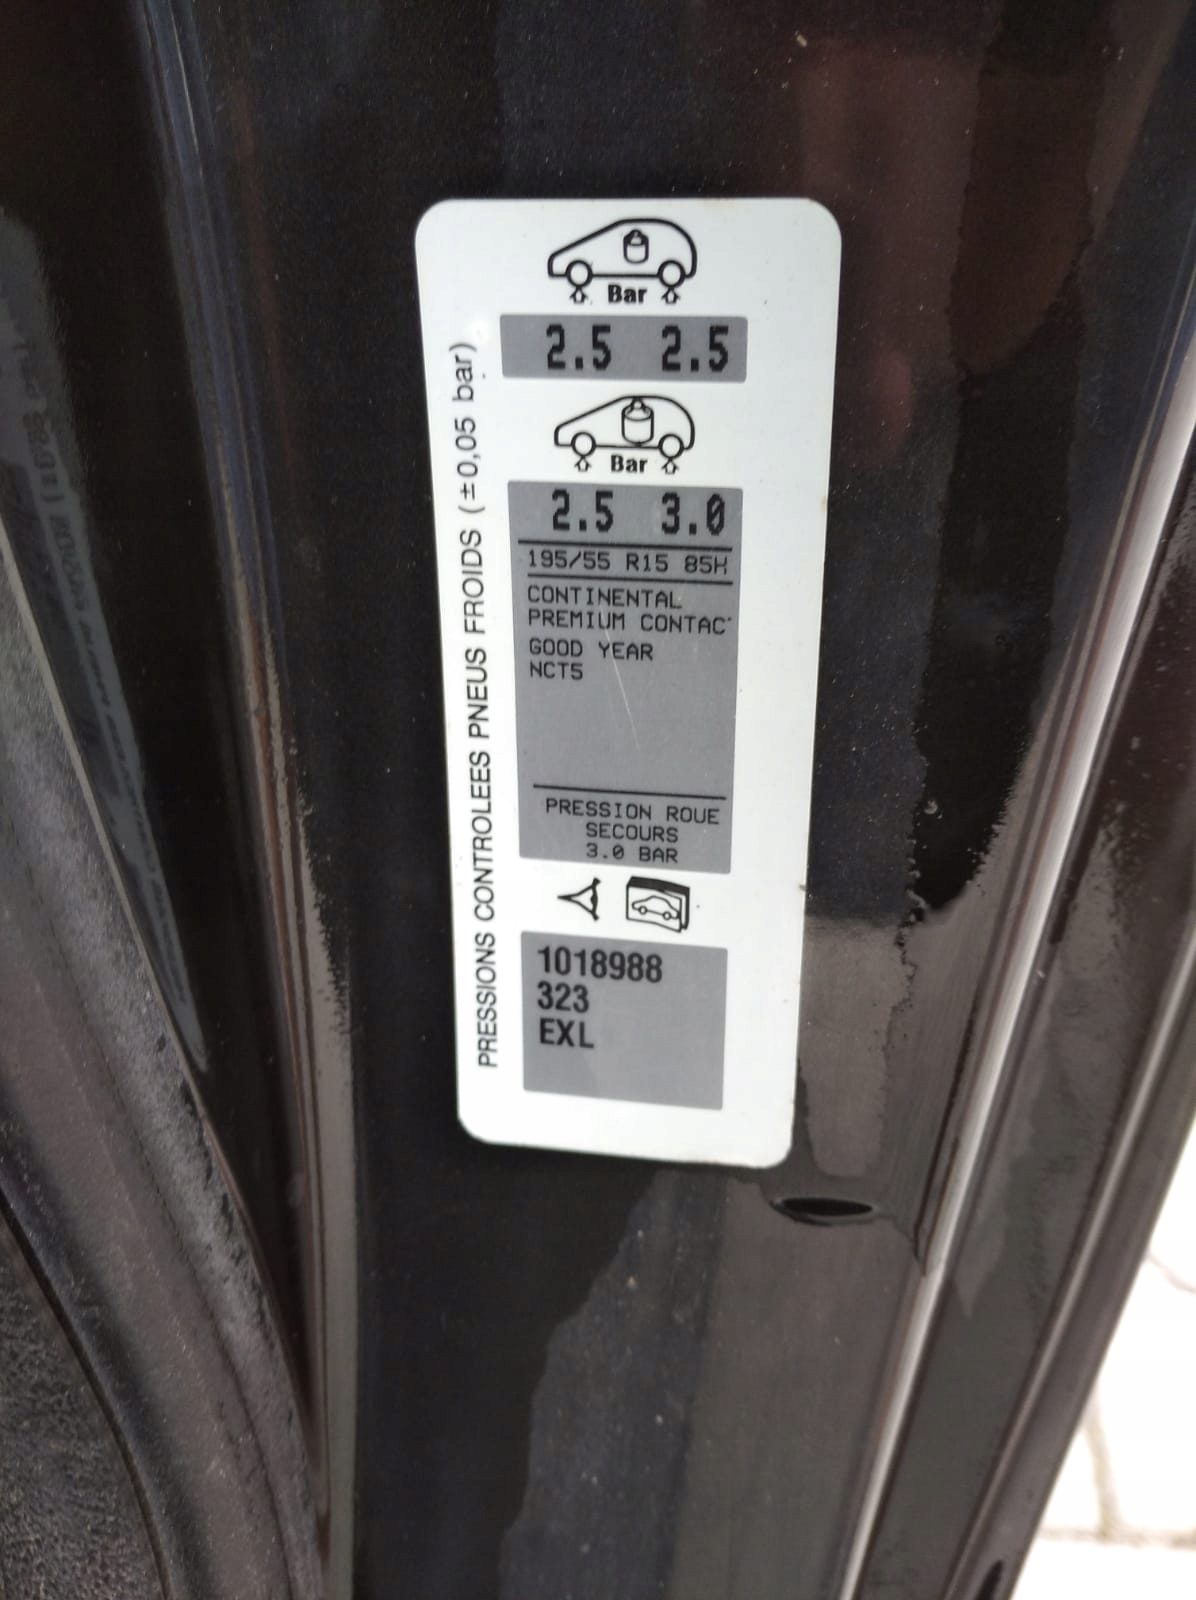 Bar
2.5 2.5
Bar
2.5 3.0
195/55 R15 85H
CONTINENTAL
PREMIUM CONTAC
GOOD YEAR
NCT5
PRESSION ROUE
SECOURS
3.0 BAR
1018988
323
EXL
PRESSIONS CONTROLEES PNEUS FROIDS (±0,05 bar)